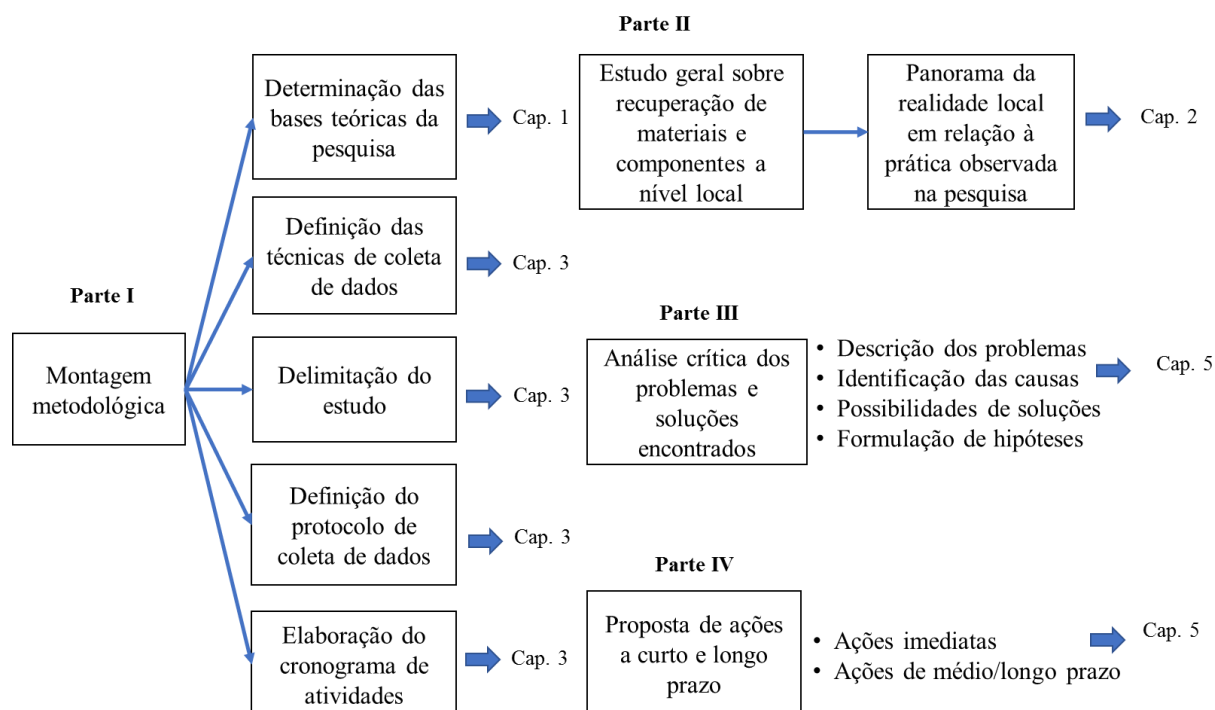 Parte I
Montagem
metodológica
Determinação das
bases teóricas da
pesquisa
Cap. 1
Definição das
técnicas de coleta
de dados
Cap. 3
Delimitação do
estudo
Cap. 3
Definição do
protocolo de
coleta de dados
Cap. 3
Elaboração do
cronograma de
atividades
Cap. 3
Parte II
Estudo geral sobre
recuperação de
materiais e
componentes a
nível local
Panorama da
realidade local
em relação à
prática observada
na pesquisa
Cap. 2
Parte III
Análise crítica dos
problemas e
soluções
encontrados
• Descrição dos problemas
• Identificação das causas
• Possibilidades de soluções
• Formulação de hipóteses
Cap. 5
Parte IV
Proposta de ações
a curto e longo
prazo
• Ações imediatas
• Ações de médio/longo prazo
Cap. 5